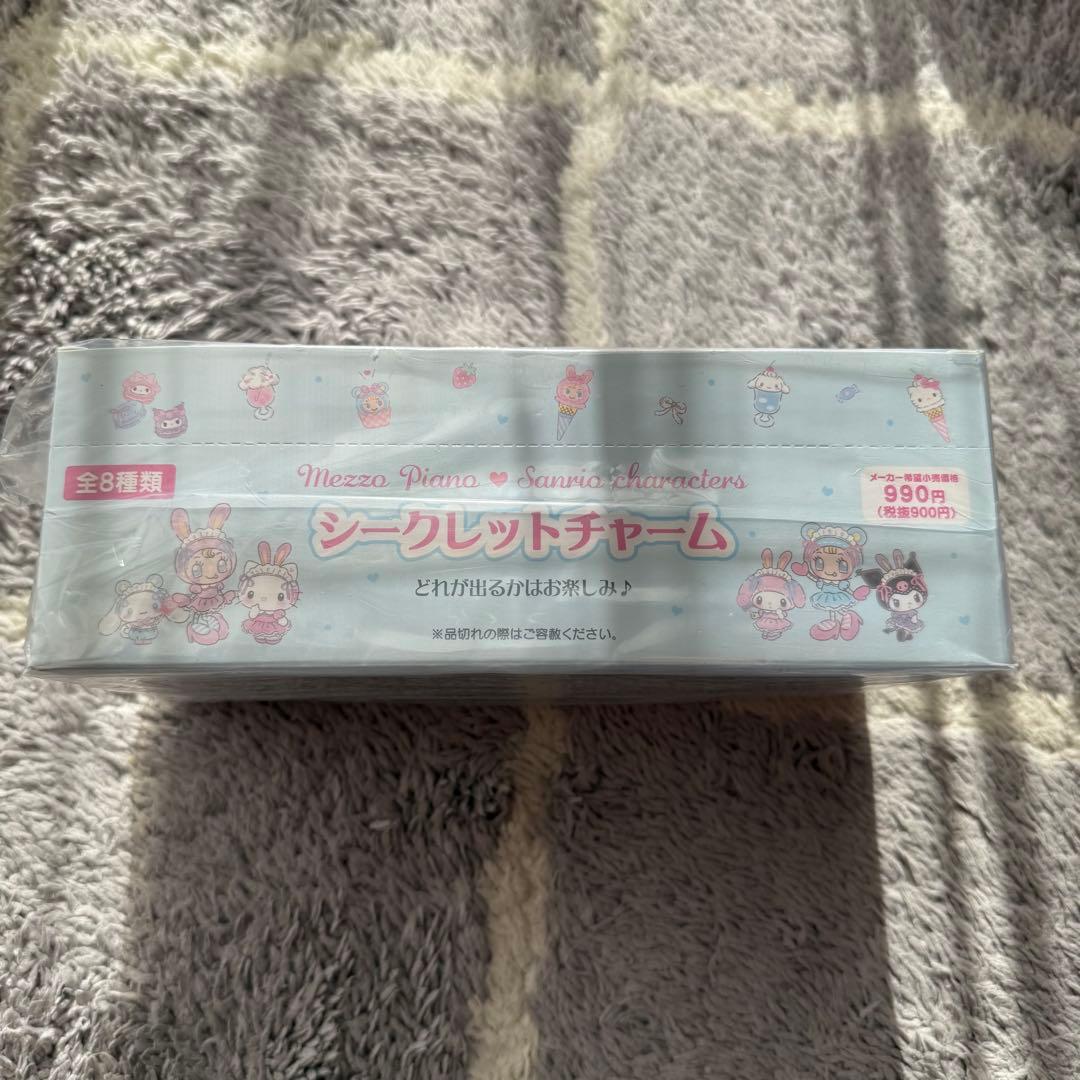 全8種類
Mezzo Piano ♥ Sanrio characters
シークレットチャーム
どれが出るかはお楽しみ♪
※品切れの際はご容赦ください。
メーカー希望小売価格
990円
(税抜900円)